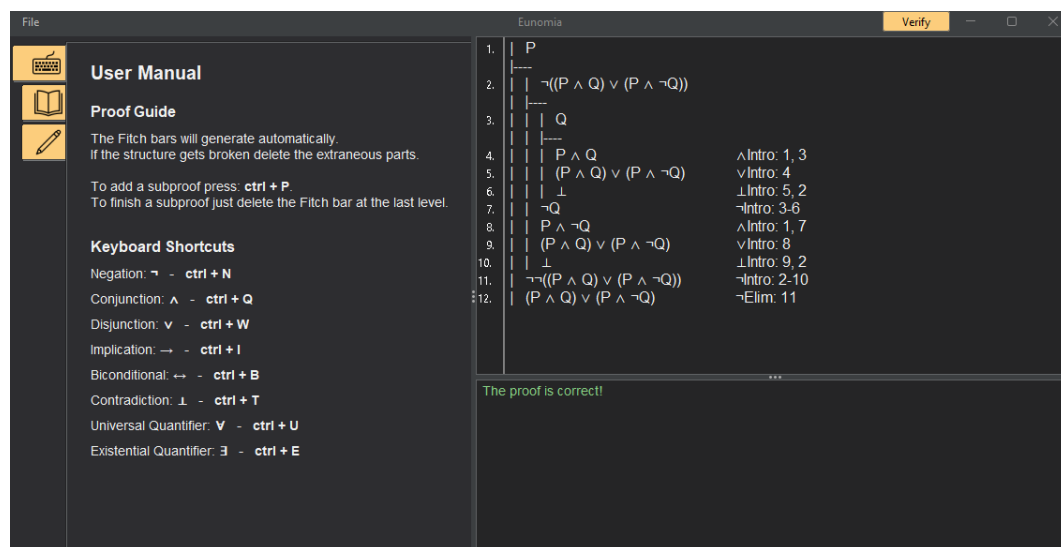 File
Eunomia
Verify
User Manual
Proof Guide
The Fitch bars will generate automatically.
If the structure gets broken delete the extraneous parts.
To add a subproof press: ctrl + P.
To finish a subproof just delete the Fitch bar at the last level.
Keyboard Shortcuts
Negation: ¬ - ctrl + N
Conjunction: ∧ - ctrl + Q
Disjunction: ∨ - ctrl + W
Implication: → - ctrl + I
Biconditional: ↔ - ctrl + B
Contradiction: ⊥ - ctrl + T
Universal Quantifier: ∀ - ctrl + U
Existential Quantifier: ∃ - ctrl + E
1. | P
|----
2. | | ¬((P ∧ Q) ∨ (P ∧ ¬Q))
| |----
3. | | | Q
| | |----
4. | | | P ∧ Q ∧Intro: 1, 3
5. | | | (P ∧ Q) ∨ (P ∧ ¬Q) ∨Intro: 4
6. | | | ⊥ ⊥Intro: 5, 2
7. | | ¬Q ¬Intro: 3-6
8. | | P ∧ ¬Q ∧Intro: 1, 7
9. | | (P ∧ Q) ∨ (P ∧ ¬Q) ∨Intro: 8
10. | | ⊥ ⊥Intro: 9, 2
11. | ¬¬((P ∧ Q) ∨ (P ∧ ¬Q)) ¬Intro: 2-10
12. | (P ∧ Q) ∨ (P ∧ ¬Q) ¬Elim: 11
The proof is correct!